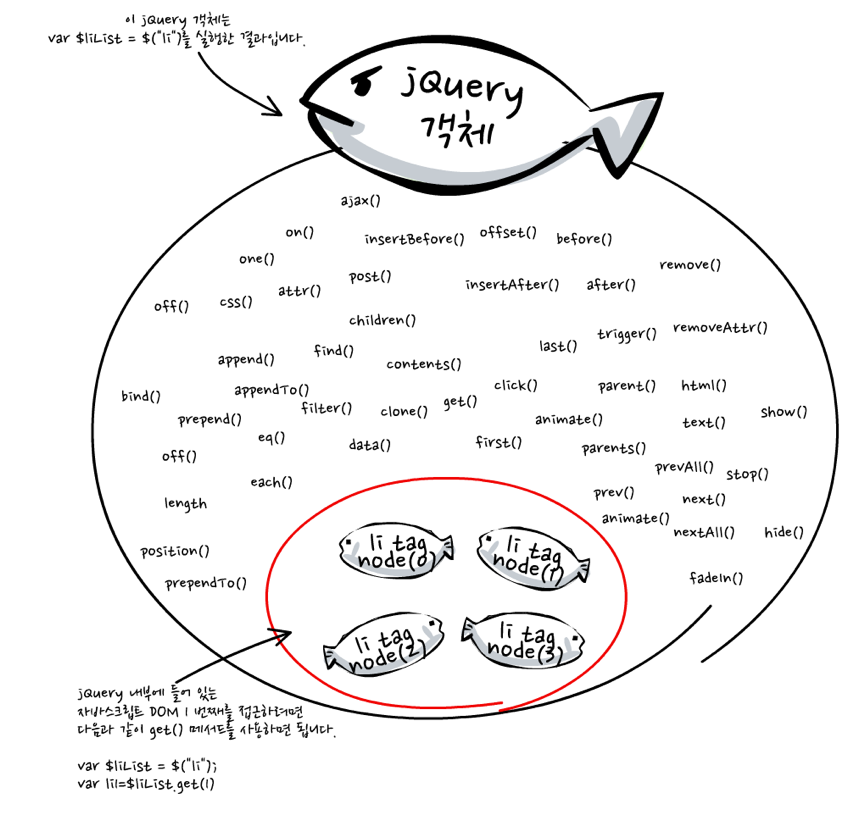 이 jQuery 객체는
var $liList = $("li")를 실행한 결과입니다.
jQuery
객체
ajax()
on()
insertBefore()
offset()
before()
one()
remove()
post()
attr()
insertAfter()
after()
off()
css()
children()
trigger()
removeAttr()
last()
find()
append()
contents()
click()
parent()
html()
bind()
appendTo()
filter()
clone()
get()
show()
prepend()
animate()
text()
eq()
data()
first()
parents()
off()
prevAll()
stop()
each()
prev()
next()
length
animate()
nextAll()
hide()
position()
fadeIn()
prependTo()
li tag
node(0)
li tag
node(1)
li tag
node(2)
li tag
node(3)
jQuery 내부에 들어 있는
자바스크립트 DOM 1 번째를 접근하려면
다음과 같이 get() 메서드를 사용하면 됩니다.
var $liList = $("li");
var li1=$liList.get(1)